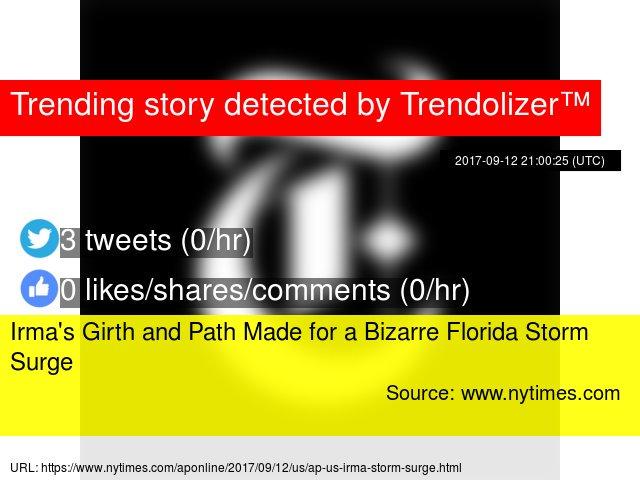 Trending story detected by Trendolizer™
2017-09-12 21:00:25 (UTC)
3 tweets (0/hr)
0 likes/shares/comments (0/hr)
Irma's Girth and Path Made for a Bizarre Florida Storm
Surge
Source: www.nytimes.com
URL: https://www.nytimes.com/aponline/2017/09/12/us/ap-us-irma-storm-surge.html